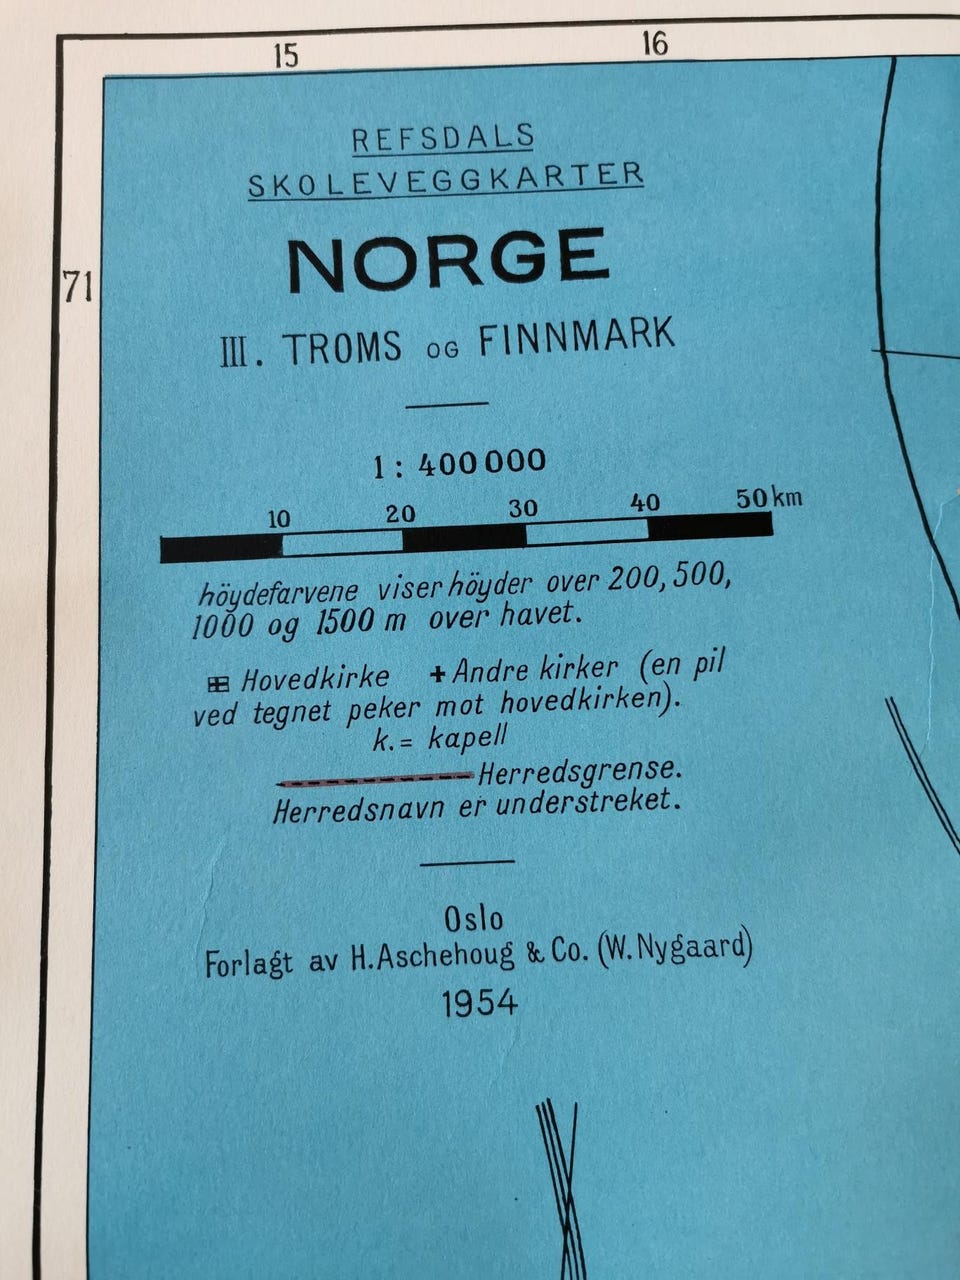 15 16
REFSDALS
SKOLEVEGGKARTER
NORGE
71
III. TROMS OG FINNMARK
1 : 400 000
10 20 30 40 50 km
höydefarvene viser höyder over 200, 500,
1000 og 1500 m over havet.
Hovedkirke + Andre kirker (en pil
ved tegnet peker mot hovedkirken).
k. = kapell
Herredsgrense.
Herredsnavn er understreket.
Oslo
Forlagt av H. Aschehoug & Co. (W. Nygaard)
1954